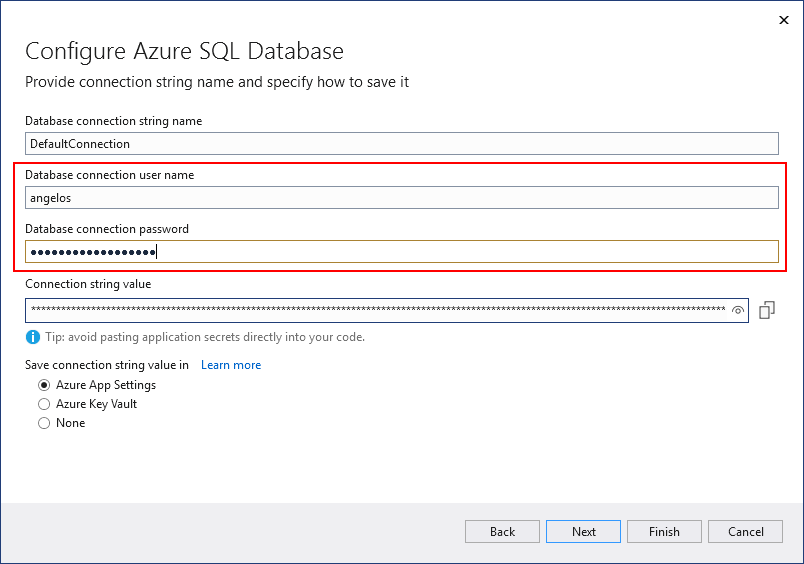 Configure Azure SQL Database
Provide connection string name and specify how to save it
Database connection string name
DefaultConnection
Database connection user name
angelos
Database connection password
●●●●●●●●●●●●●●●●●●
Connection string value
************************************************************************************************************************************
Tip: avoid pasting application secrets directly into your code.
Save connection string value in Learn more
Azure App Settings
Azure Key Vault
None
Back Next Finish Cancel